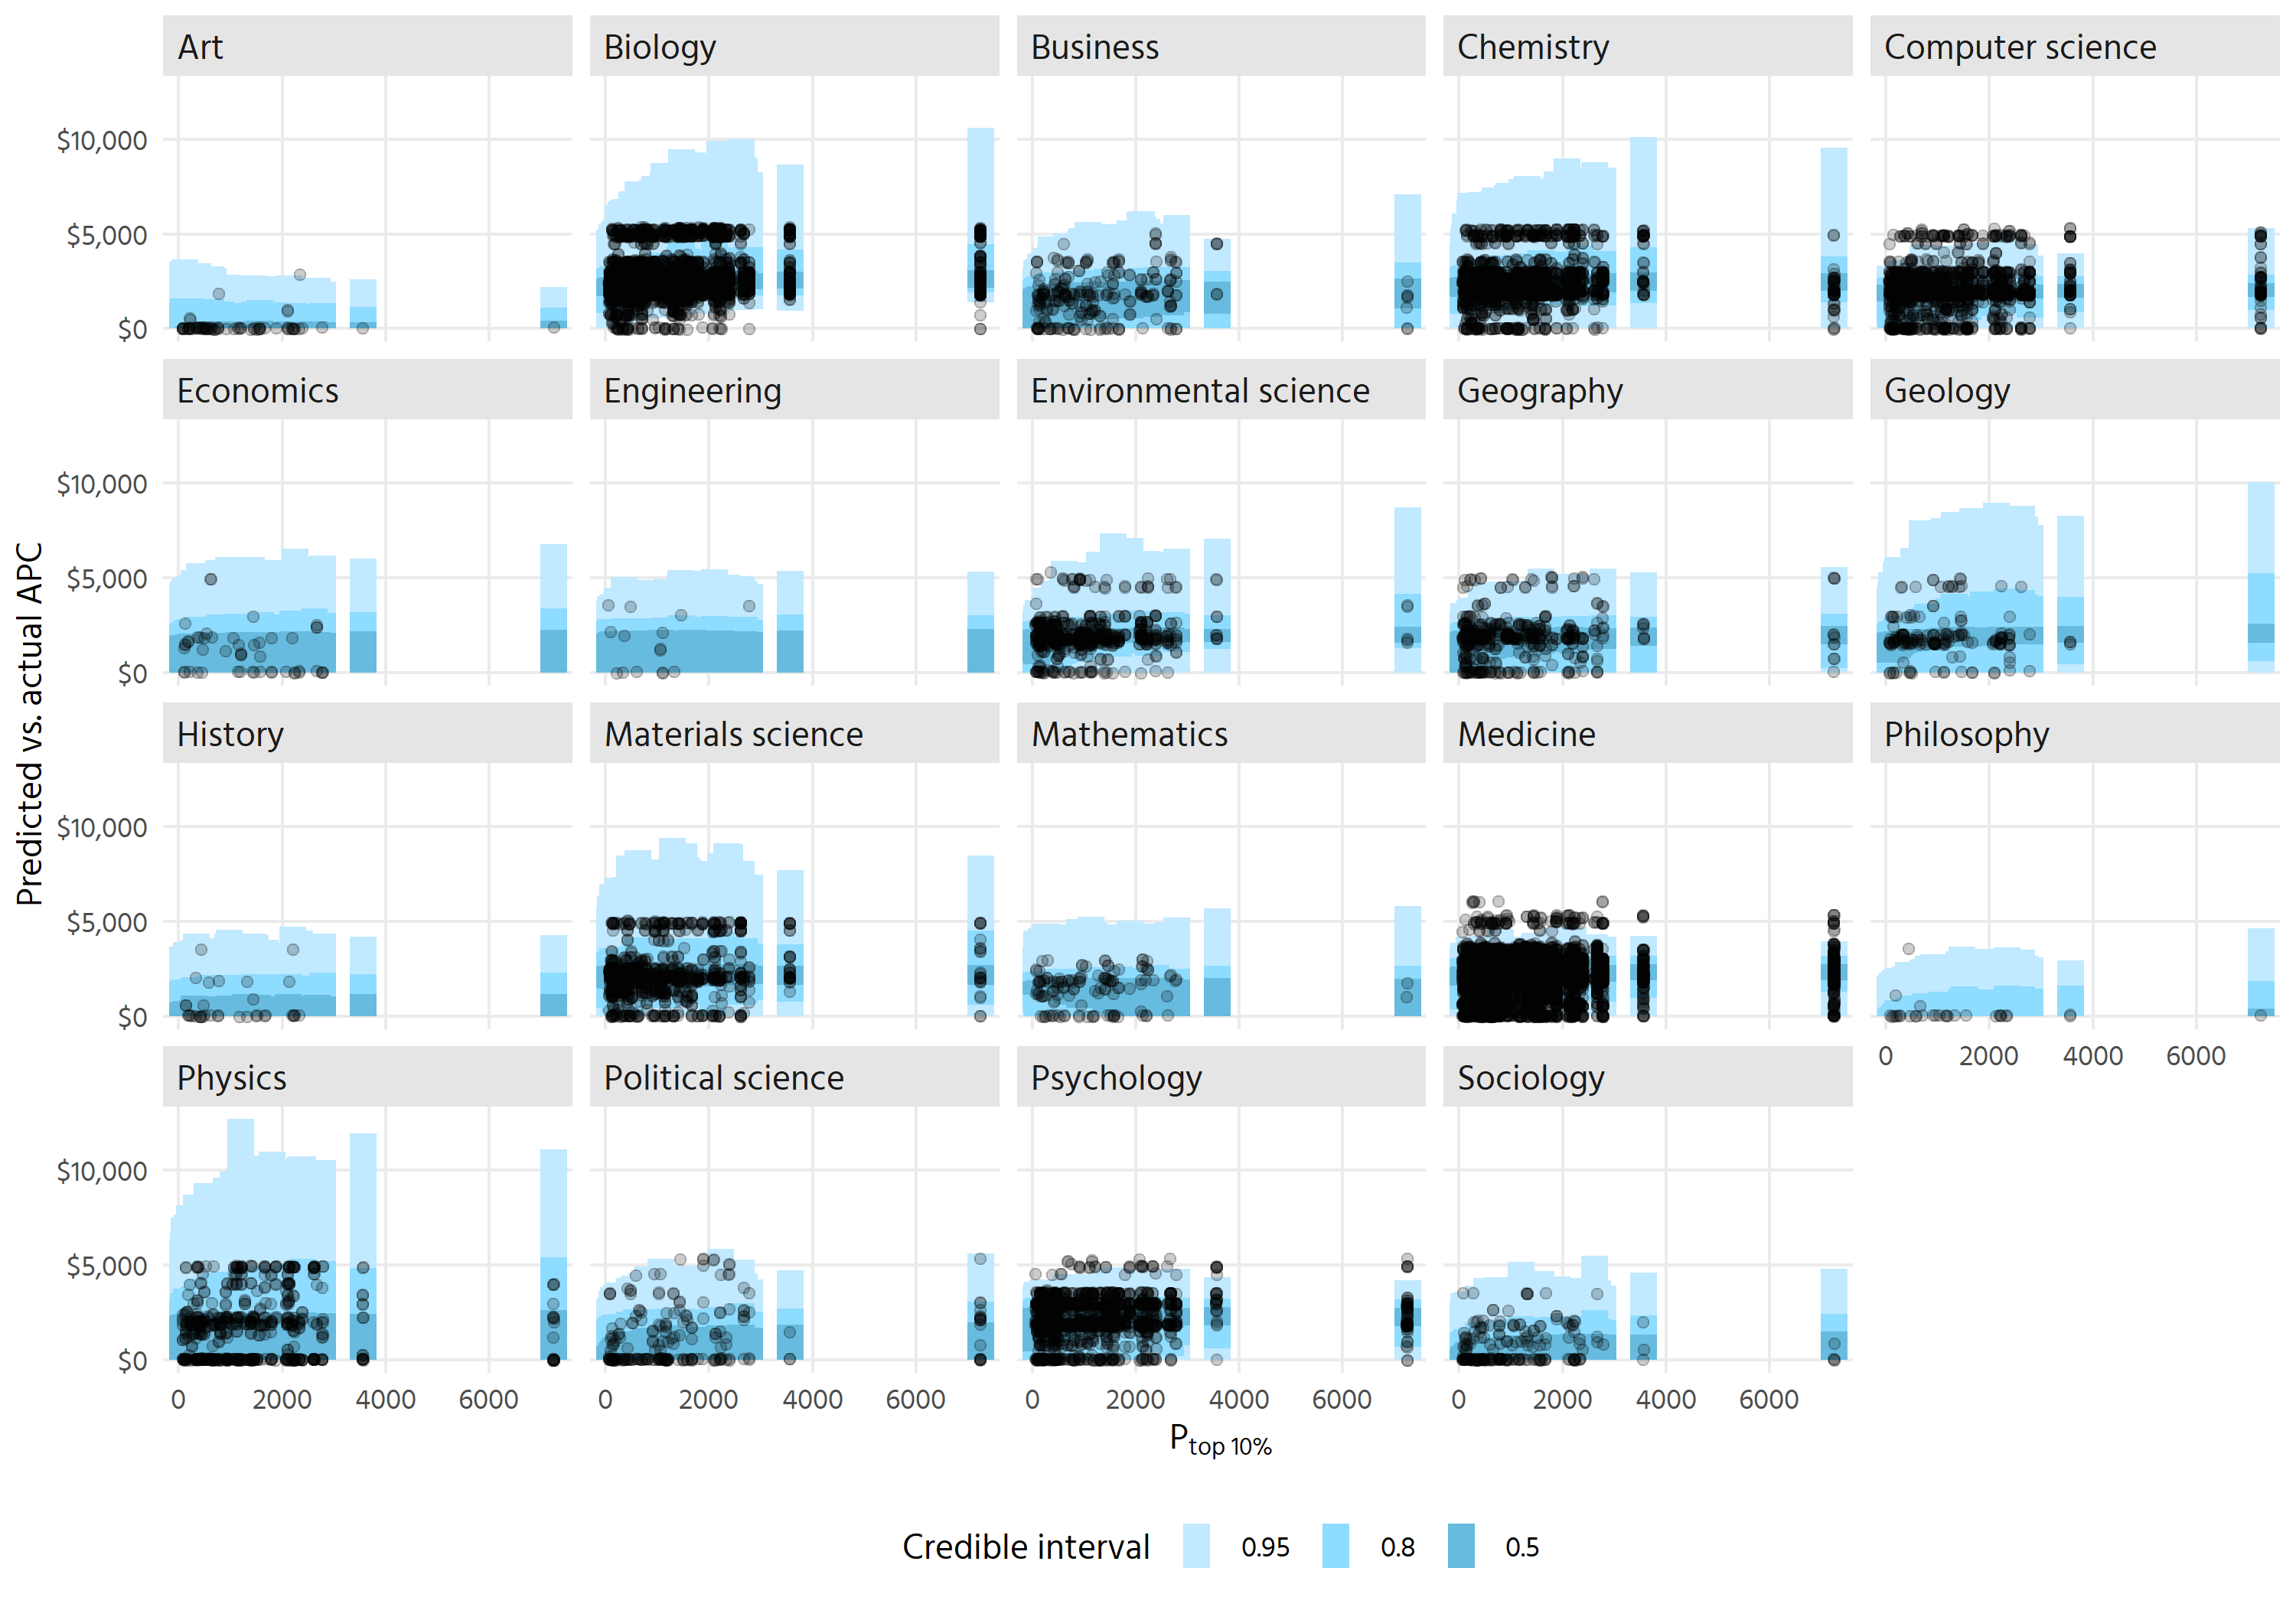 Art Biology Business Chemistry Computer science
$10,000
$5,000
$0
Economics Engineering Environmental science Geography Geology
$10,000
$5,000
$0
History Materials science Mathematics Medicine Philosophy
$10,000
$5,000
$0
0 2000 4000 6000
Physics Political science Psychology Sociology
$10,000
$5,000
$0
0 2000 4000 6000 0 2000 4000 6000 0 2000 4000 6000 0 2000 4000 6000
Predicted vs. actual APC
P top 10%
Credible interval 0.95 0.8 0.5